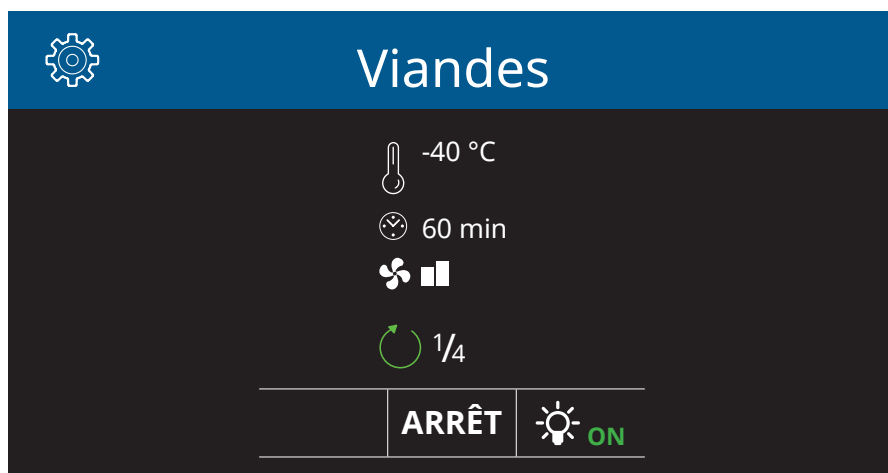 Viandes
-40 °C
60 min
1/4
ARRÊT
ON